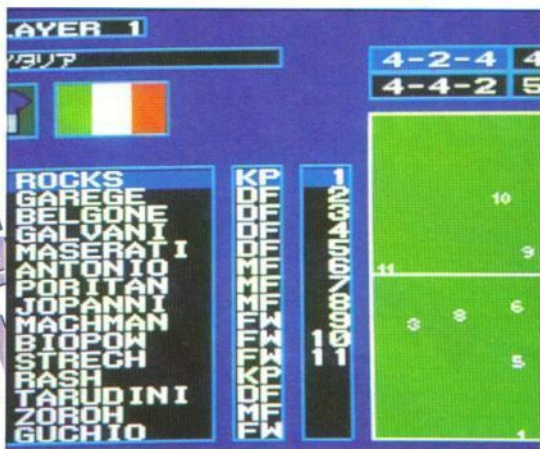 LAYER 1
イタリア
4-2-4 4
4-4-2 5
ROCKS KP 1
GAREGE DF 2
BELGONE DF 3
GALVANI DF 4
MASERATI DF 5
ANTONIO MF 6
PORITAN MF 7
JOPANNI MF 8
MACHMAN FW 9
BIOPOW FW 10
STRECH FW 11
RASH KP
TARUDINI DF
ZOROH MF
GUCHIO FW
10
9
11
6
8
3
5
1